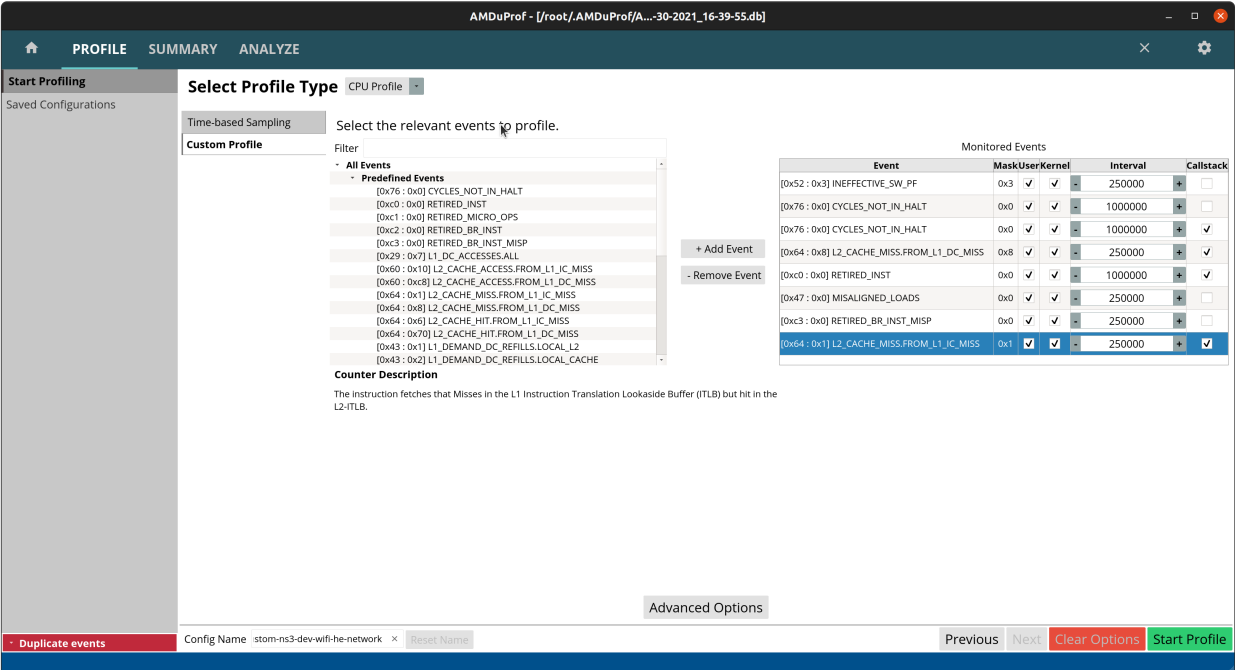 AMDuProf - [/root/.AMDuProf/A...-30-2021_16-39-55.db]
PROFILE SUMMARY ANALYZE
Start Profiling
Saved Configurations
Select Profile Type CPU Profile
Time-based Sampling
Custom Profile
Select the relevant events to profile.
Filter
All Events
Predefined Events
[0x76 : 0x0] CYCLES_NOT_IN_HALT
[0xc0 : 0x0] RETIRED_INST
[0xc1 : 0x0] RETIRED_MICRO_OPS
[0xc2 : 0x0] RETIRED_BR_INST
[0xc3 : 0x0] RETIRED_BR_INST_MISP
[0x29 : 0x7] L1_DC_ACCESSES.ALL
[0x60 : 0x10] L2_CACHE_ACCESS.FROM_L1_IC_MISS
[0x60 : 0xc8] L2_CACHE_ACCESS.FROM_L1_DC_MISS
[0x64 : 0x1] L2_CACHE_MISS.FROM_L1_IC_MISS
[0x64 : 0x8] L2_CACHE_MISS.FROM_L1_DC_MISS
[0x64 : 0x6] L2_CACHE_HIT.FROM_L1_IC_MISS
[0x64 : 0x70] L2_CACHE_HIT.FROM_L1_DC_MISS
[0x43 : 0x1] L1_DEMAND_DC_REFILLS.LOCAL_L2
[0x43 : 0x2] L1_DEMAND_DC_REFILLS.LOCAL_CACHE
Counter Description
The instruction fetches that Misses in the L1 Instruction Translation Lookaside Buffer (ITLB) but hit in the
L2-ITLB.
+ Add Event
- Remove Event
Monitored Events
Event Mask User Kernel Interval Callstack
[0x52 : 0x3] INEFFECTIVE_SW_PF 0x3 - 250000 +
[0x76 : 0x0] CYCLES_NOT_IN_HALT 0x0 - 1000000 +
[0x76 : 0x0] CYCLES_NOT_IN_HALT 0x0 - 1000000 +
[0x64 : 0x8] L2_CACHE_MISS.FROM_L1_DC_MISS 0x8 - 250000 +
[0xc0 : 0x0] RETIRED_INST 0x0 - 1000000 +
[0x47 : 0x0] MISALIGNED_LOADS 0x0 - 250000 +
[0xc3 : 0x0] RETIRED_BR_INST_MISP 0x0 - 250000 +
[0x64 : 0x1] L2_CACHE_MISS.FROM_L1_IC_MISS 0x1 - 250000 +
Advanced Options
Duplicate events
Config Name stom-ns3-dev-wifi-he-network Reset Name
Previous Next Clear Options Start Profile